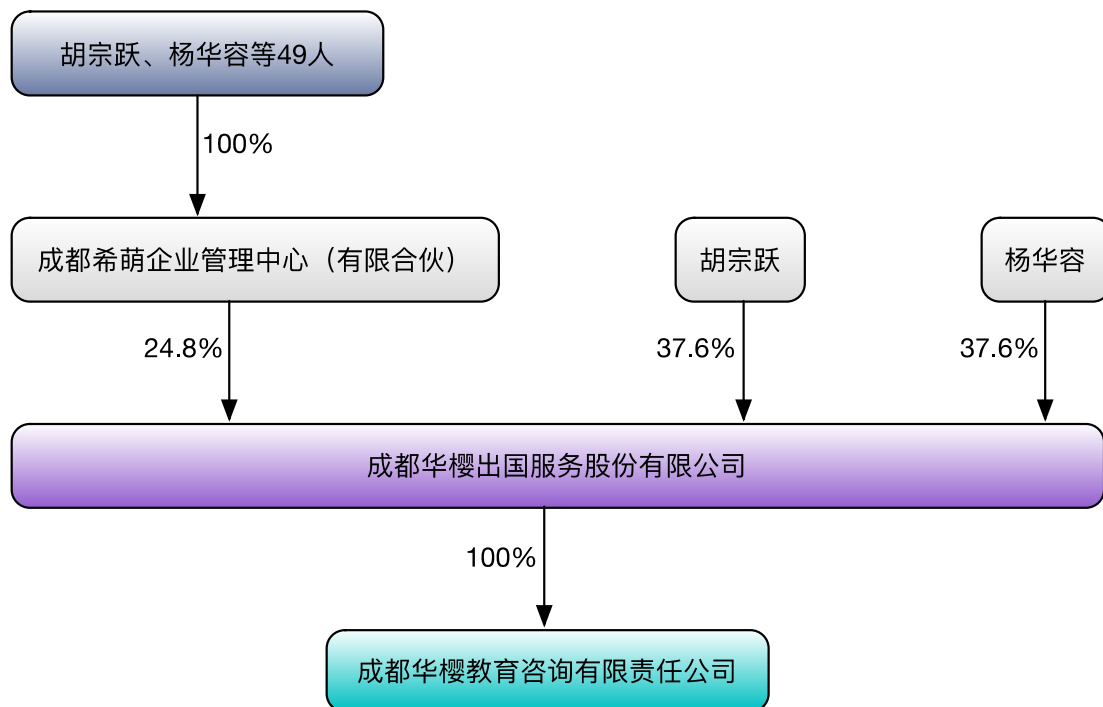 胡宗跃、杨华容等49人
100%
成都希萌企业管理中心（有限合伙）
胡宗跃
杨华容
24.8%
37.6%
37.6%
成都华樱出国服务股份有限公司
100%
成都华樱教育咨询有限责任公司